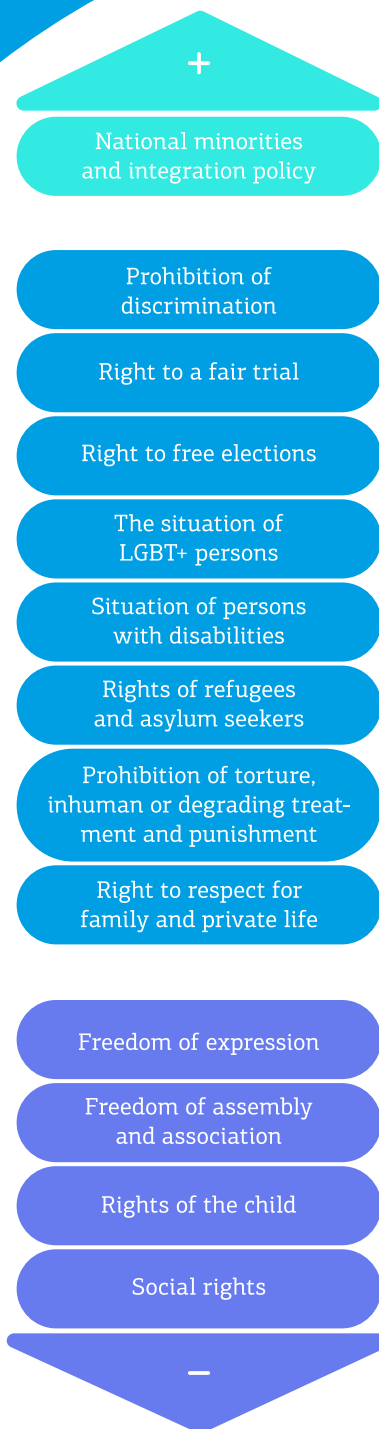 +
National minorities
and integration policy
Prohibition of
discrimination
Right to a fair trial
Right to free elections
The situation of
LGBT+ persons
Situation of persons
with disabilities
Rights of refugees
and asylum seekers
Prohibition of torture,
inhuman or degrading treat-
ment and punishment
Right to respect for
family and private life
Freedom of expression
Freedom of assembly
and association
Rights of the child
Social rights
−